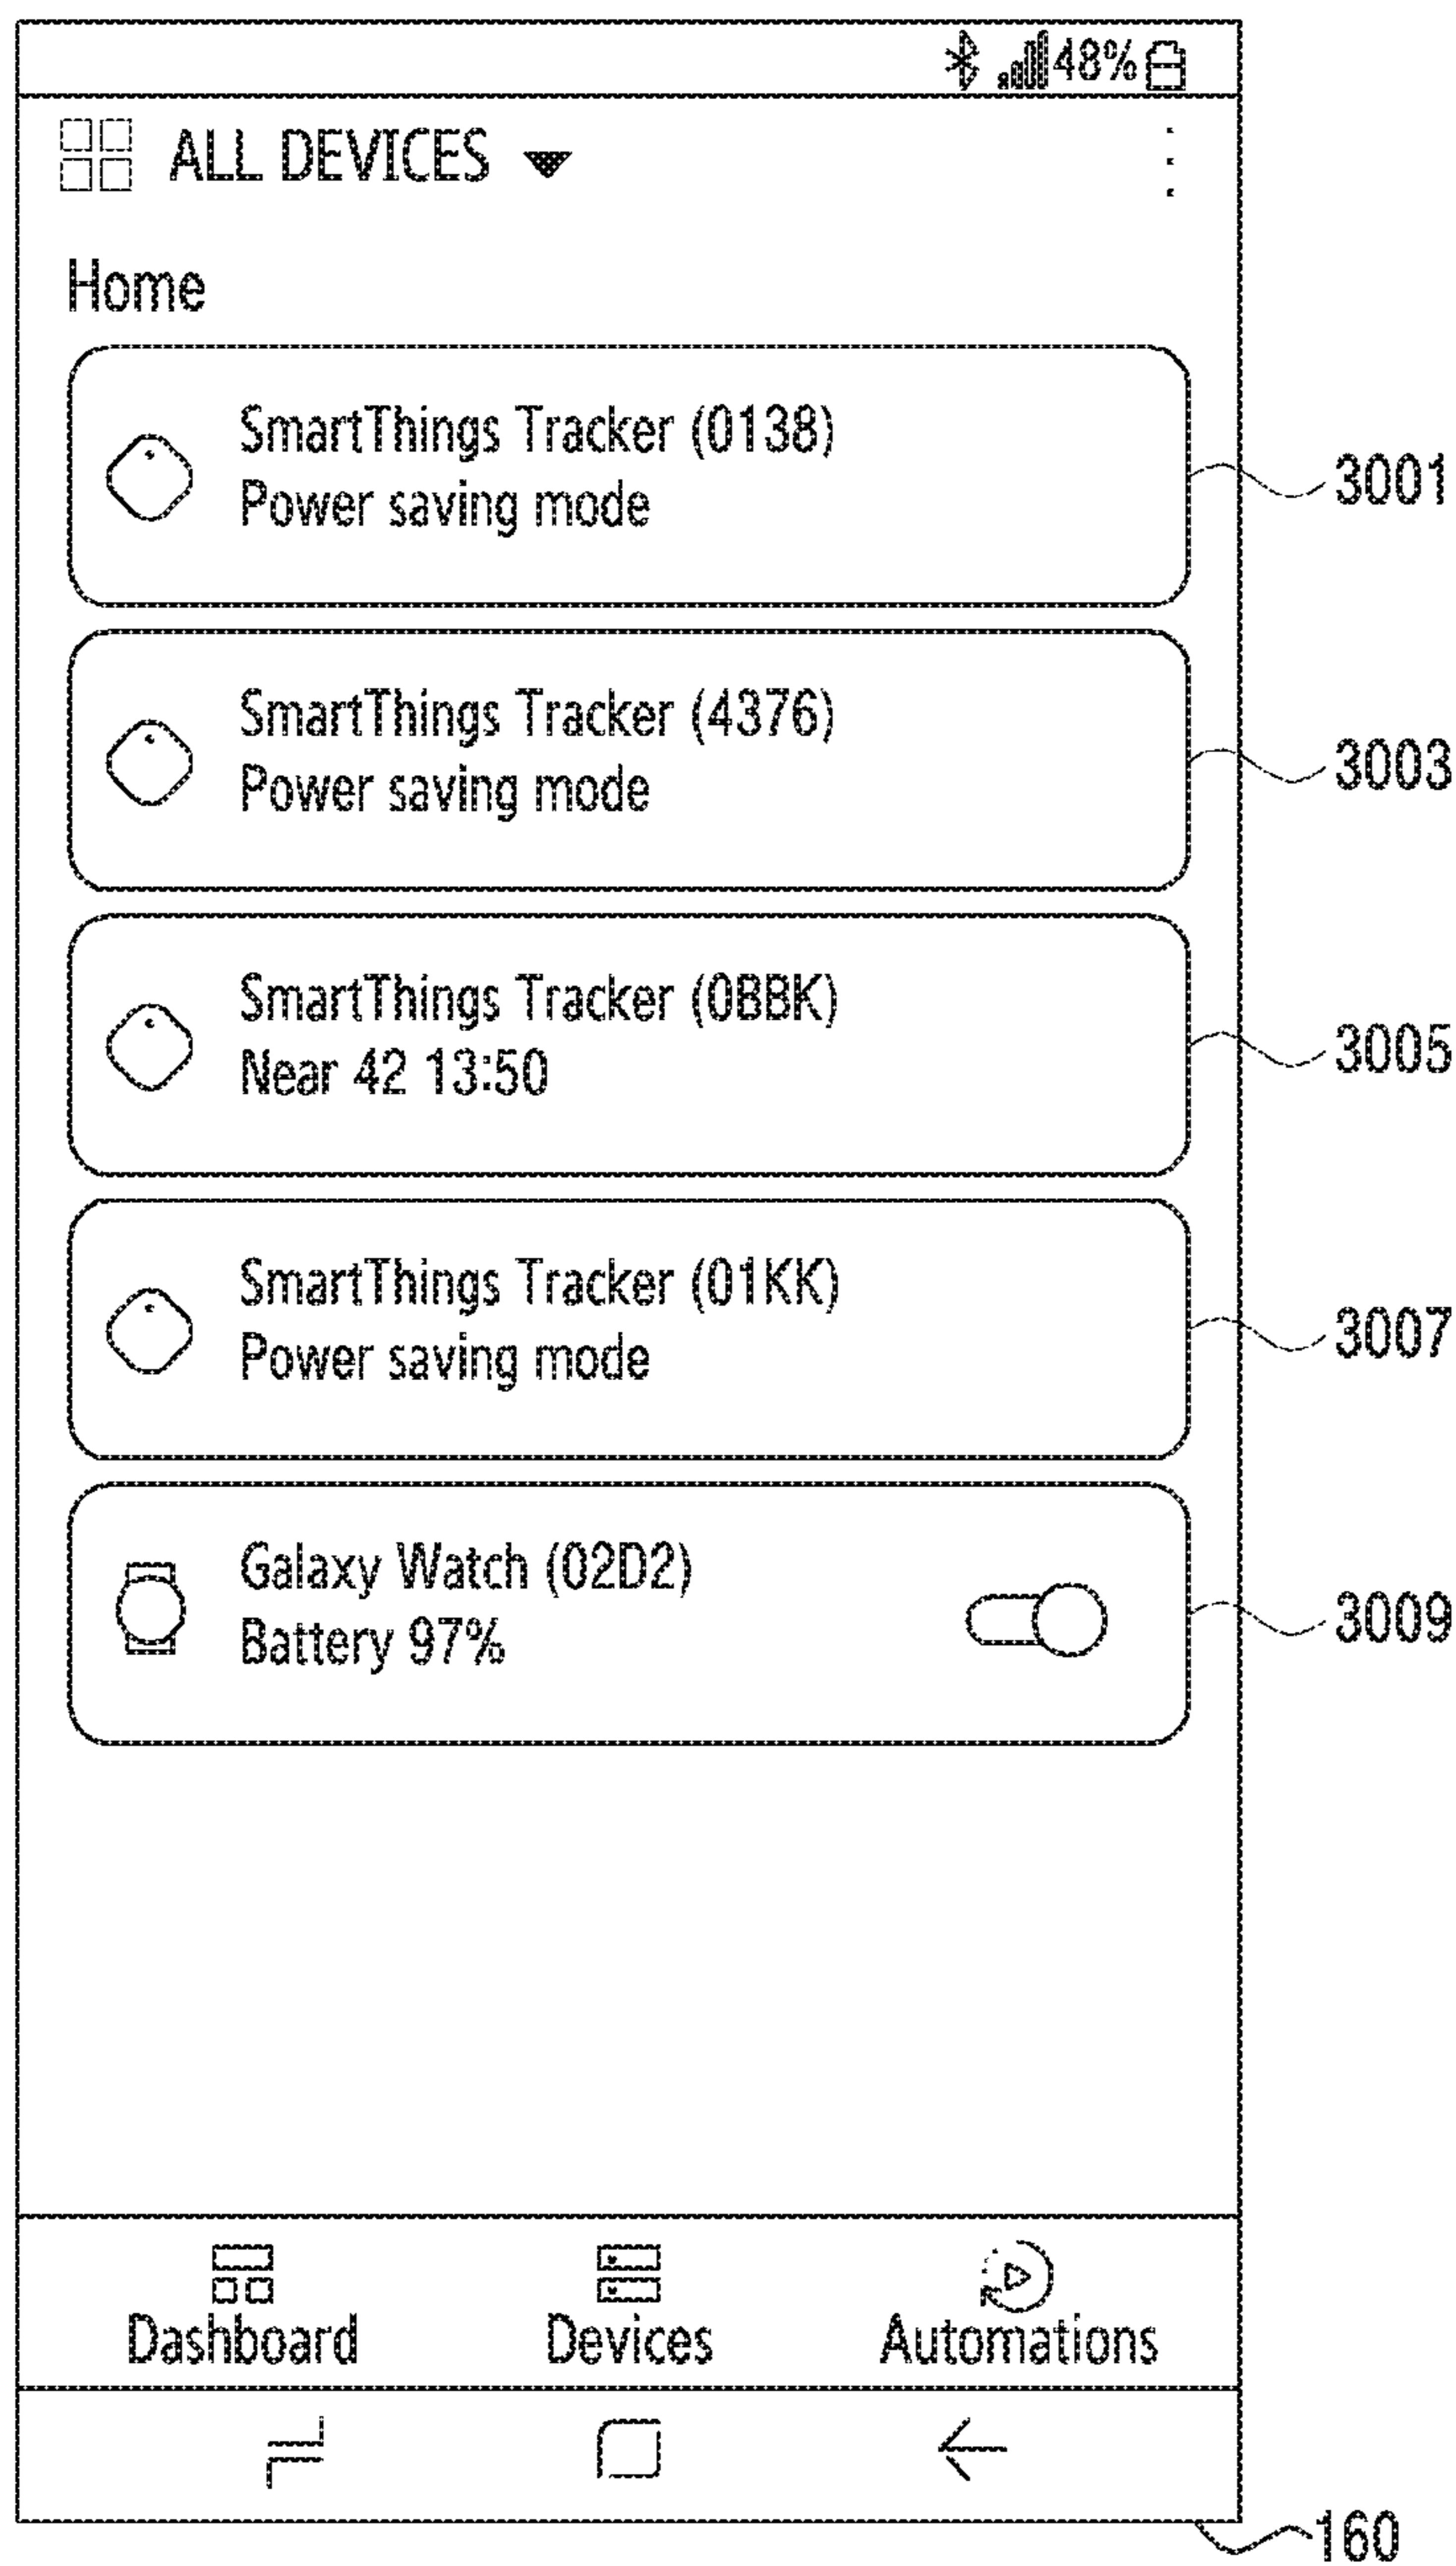 48%
ALL DEVICES
Home
SmartThings Tracker (0138)
Power saving mode
3001
SmartThings Tracker (4376)
Power saving mode
3003
SmartThings Tracker (0BBK)
Near 42 13:50
3005
SmartThings Tracker (01KK)
Power saving mode
3007
Galaxy Watch (02D2)
Battery 97%
3009
Dashboard Devices Automations
160